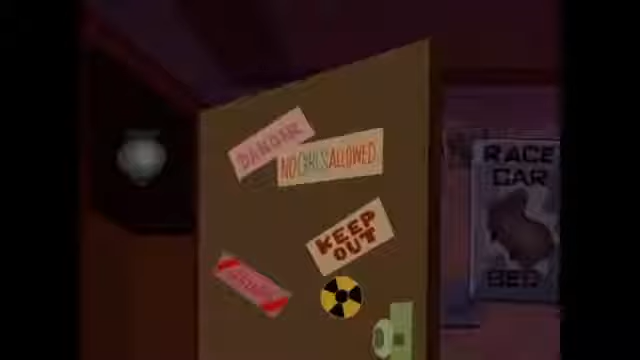 DANGER
NO GIRLS ALLOWED
KEEP
OUT
RACE
CAR
BED